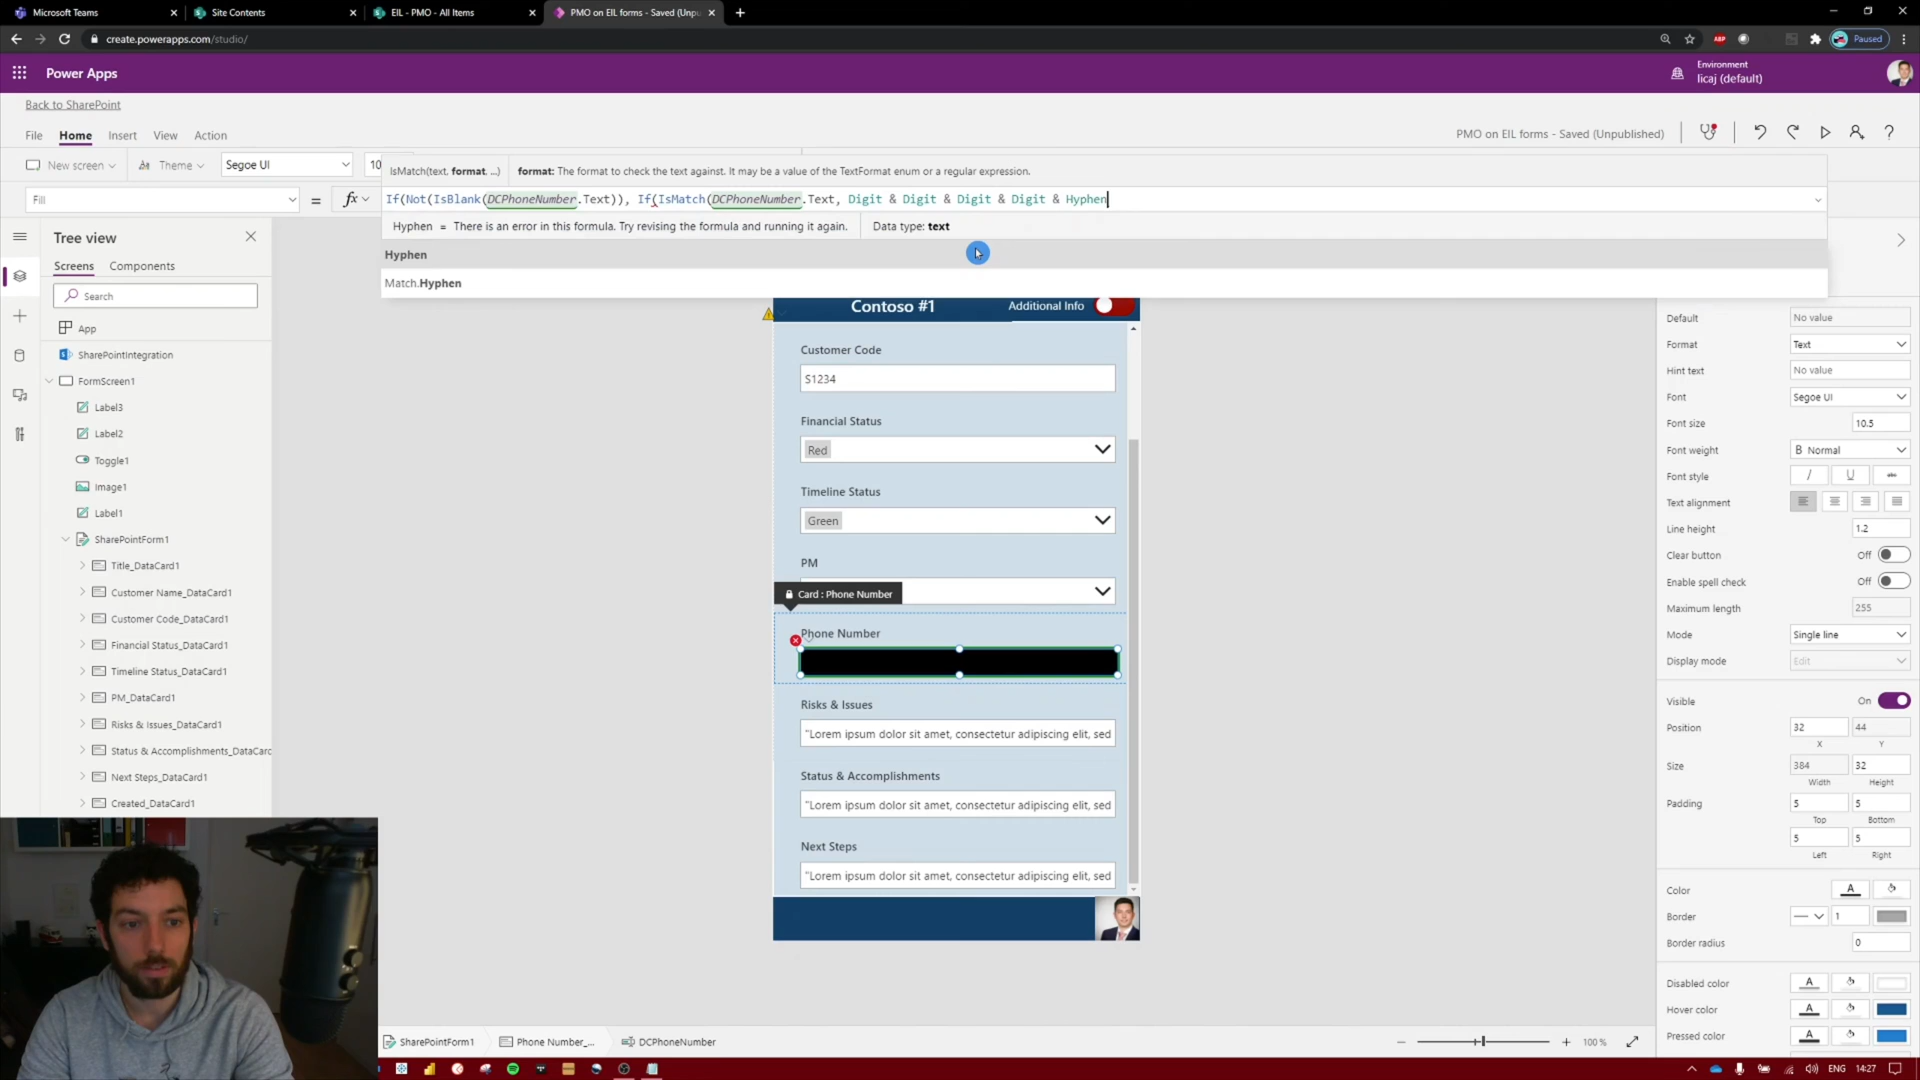 Microsoft Teams
Site Contents
EIL - PMO - All Items
PMO on EIL forms - Saved (Unpu
create.powerapps.com/studio/
ABP
Paused
Power Apps
Environment
licaj (default)
Back to SharePoint
File
Home
Insert
View
Action
PMO on EIL forms - Saved (Unpublished)
New screen
Theme
Segoe UI
10
IsMatch(text, format, ...)
format: The format to check the text against. It may be a value of the TextFormat enum or a regular expression.
Fill
=
fx
If(Not(IsBlank(DCPhoneNumber.Text)), If(IsMatch(DCPhoneNumber.Text, Digit & Digit & Digit & Digit & Hyphen
Hyphen = There is an error in this formula. Try revising the formula and running it again.
Data type: text
Hyphen
Match.Hyphen
Tree view
Screens
Components
Search
App
SharePointIntegration
FormScreen1
Label3
Label2
Toggle1
Image1
Label1
SharePointForm1
Title_DataCard1
Customer Name_DataCard1
Customer Code_DataCard1
Financial Status_DataCard1
Timeline Status_DataCard1
PM_DataCard1
Risks & Issues_DataCard1
Status & Accomplishments_DataCard
Next Steps_DataCard1
Created_DataCard1
Contoso #1
Additional Info
Customer Code
S1234
Financial Status
Red
Timeline Status
Green
PM
Card : Phone Number
Phone Number
Risks & Issues
"Lorem ipsum dolor sit amet, consectetur adipiscing elit, sed
Status & Accomplishments
"Lorem ipsum dolor sit amet, consectetur adipiscing elit, sed
Next Steps
"Lorem ipsum dolor sit amet, consectetur adipiscing elit, sed
Default
No value
Format
Text
Hint text
No value
Font
Segoe UI
Font size
10.5
Font weight
B Normal
Font style
/ U abc
Text alignment
Line height
1.2
Clear button
Off
Enable spell check
Off
Maximum length
255
Mode
Single line
Display mode
Edit
Visible
On
Position
32
44
X
Y
Size
384
32
Width
Height
Padding
5
5
Top
Bottom
5
5
Left
Right
Color
A
Border
1
Border radius
0
Disabled color
A
Hover color
A
Pressed color
A
SharePointForm1
Phone Number_...
DCPhoneNumber
100 %
ENG
14:27